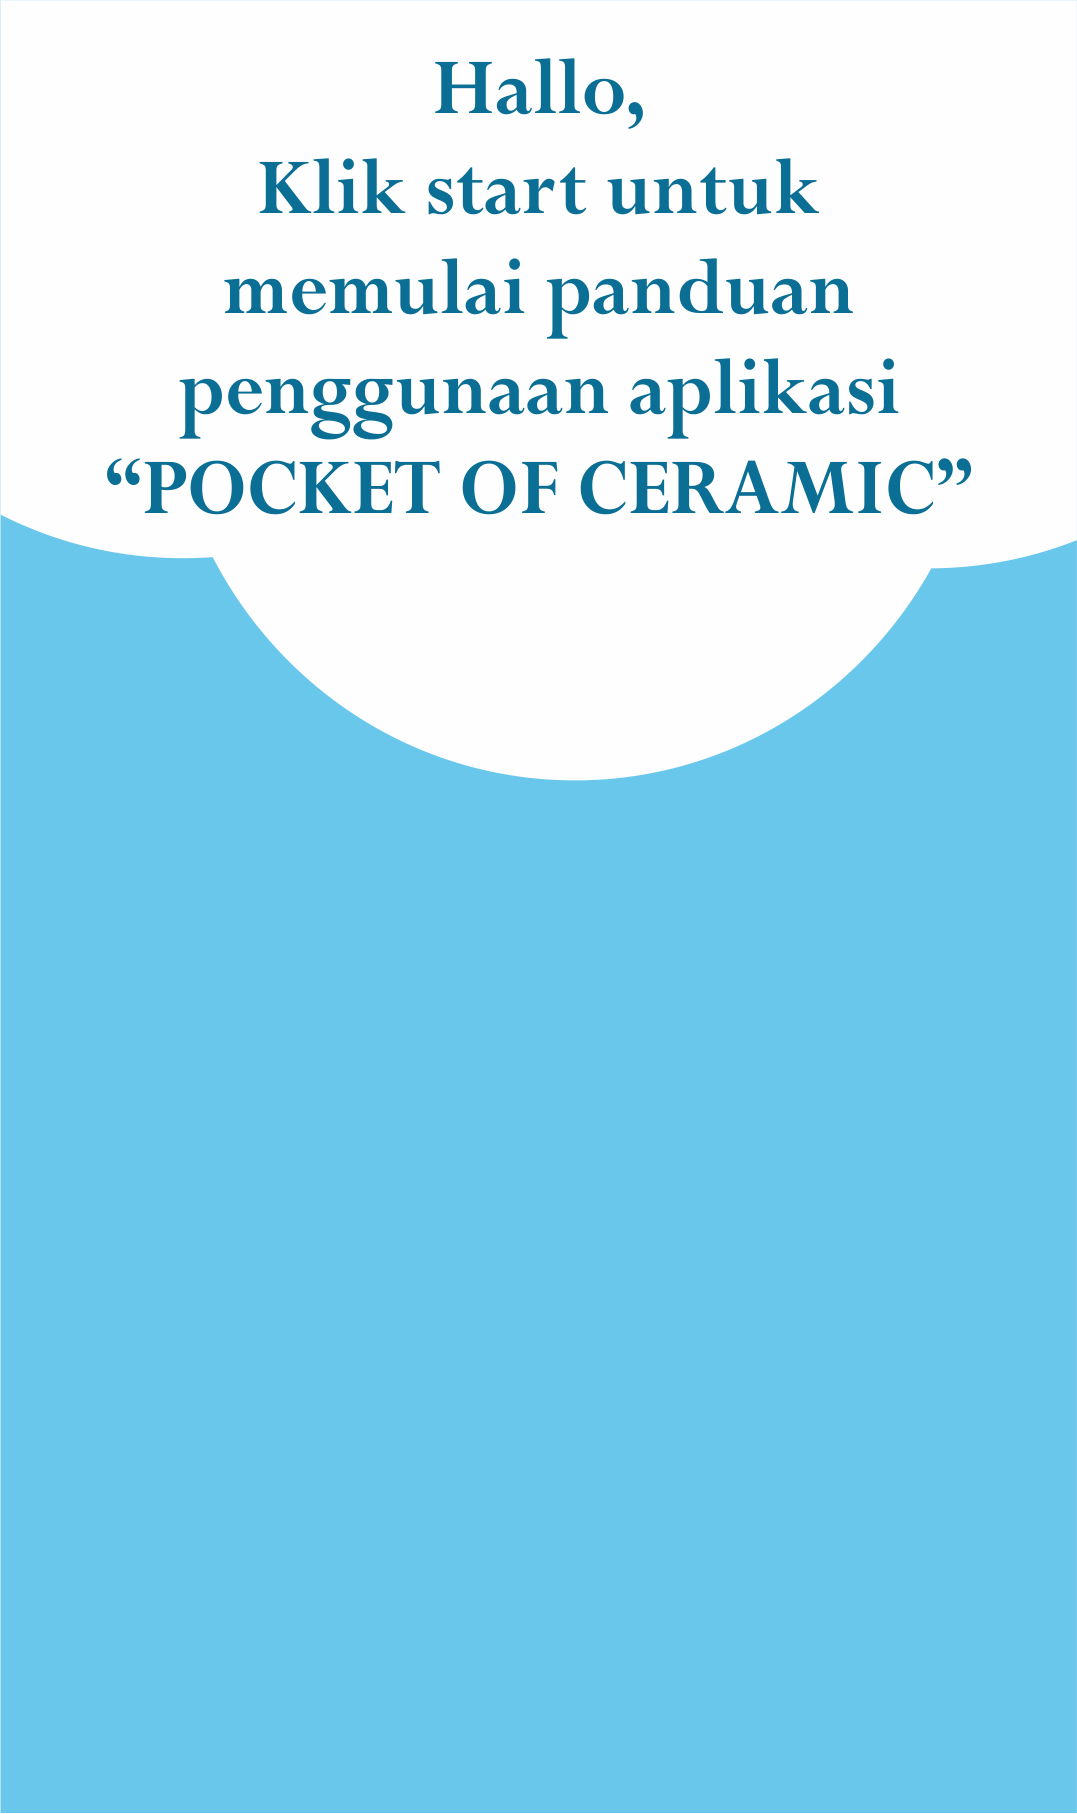 Hallo,
Klik start untuk
memulai panduan
penggunaan aplikasi
“POCKET OF CERAMIC”